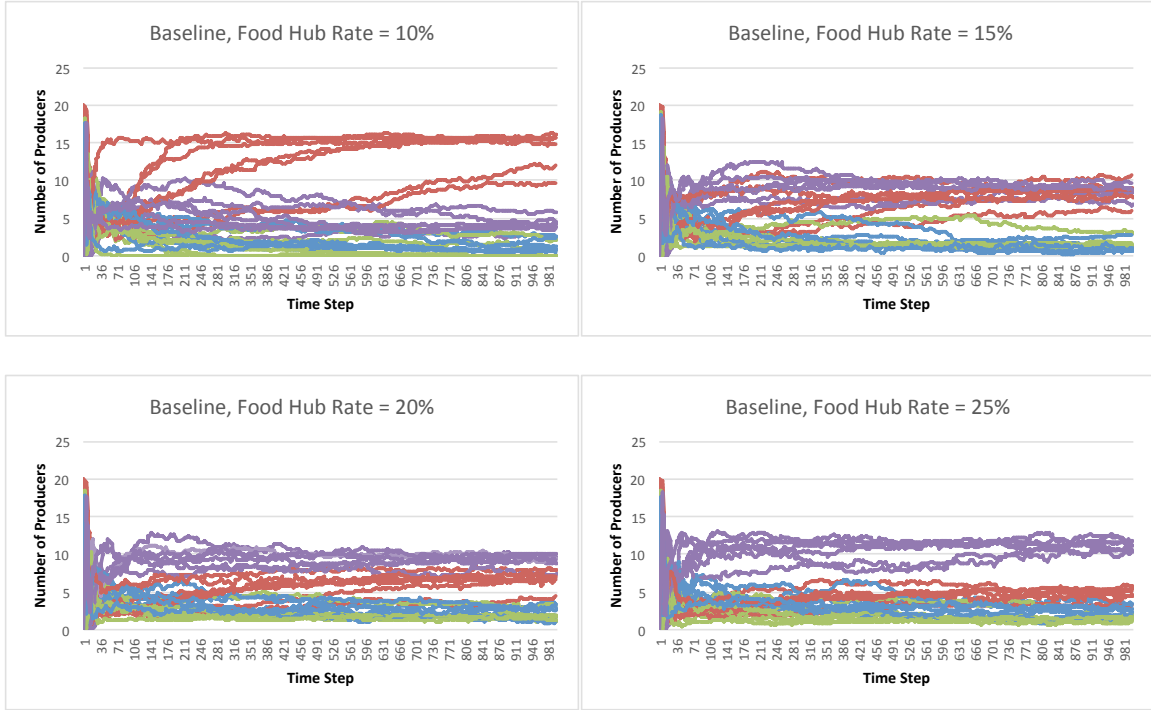 Baseline, Food Hub Rate = 10%
25
20
15
10
5
0
Number of Producers
1 36 71 106 141 176 211 246 281 316 351 386 421 456 491 526 561 596 631 666 701 736 771 806 841 876 911 946 981
Time Step
Baseline, Food Hub Rate = 15%
25
20
15
10
5
0
Number of Producers
1 36 71 106 141 176 211 246 281 316 351 386 421 456 491 526 561 596 631 666 701 736 771 806 841 876 911 946 981
Time Step
Baseline, Food Hub Rate = 20%
25
20
15
10
5
0
Number of Producers
1 36 71 106 141 176 211 246 281 316 351 386 421 456 491 526 561 596 631 666 701 736 771 806 841 876 911 946 981
Time Step
Baseline, Food Hub Rate = 25%
25
20
15
10
5
0
Number of Producers
1 36 71 106 141 176 211 246 281 316 351 386 421 456 491 526 561 596 631 666 701 736 771 806 841 876 911 946 981
Time Step